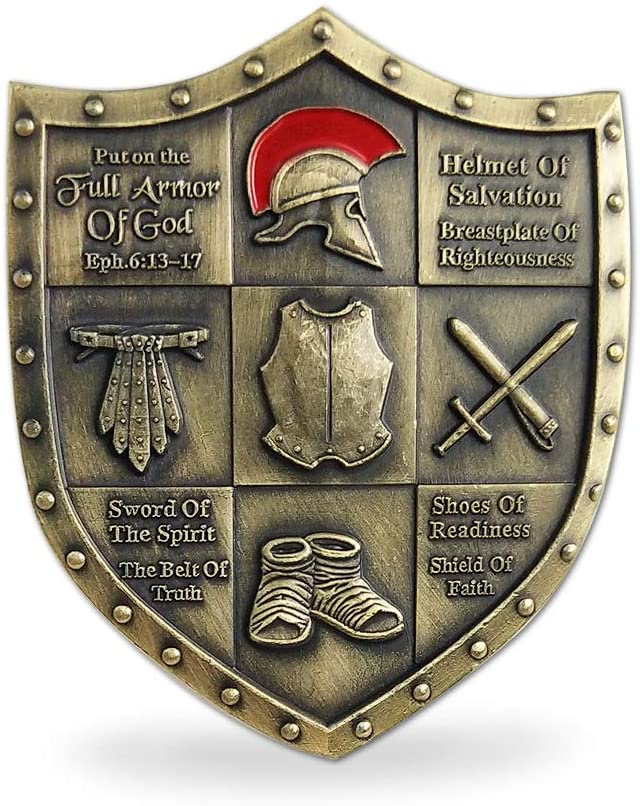 Put on the
Full Armor
Of God
Eph. 6:13-17
Helmet Of
Salvation
Breastplate Of
Righteousness
Sword Of
The Spirit
The Belt Of
Truth
Shoes Of
Readiness
Shield Of
Faith